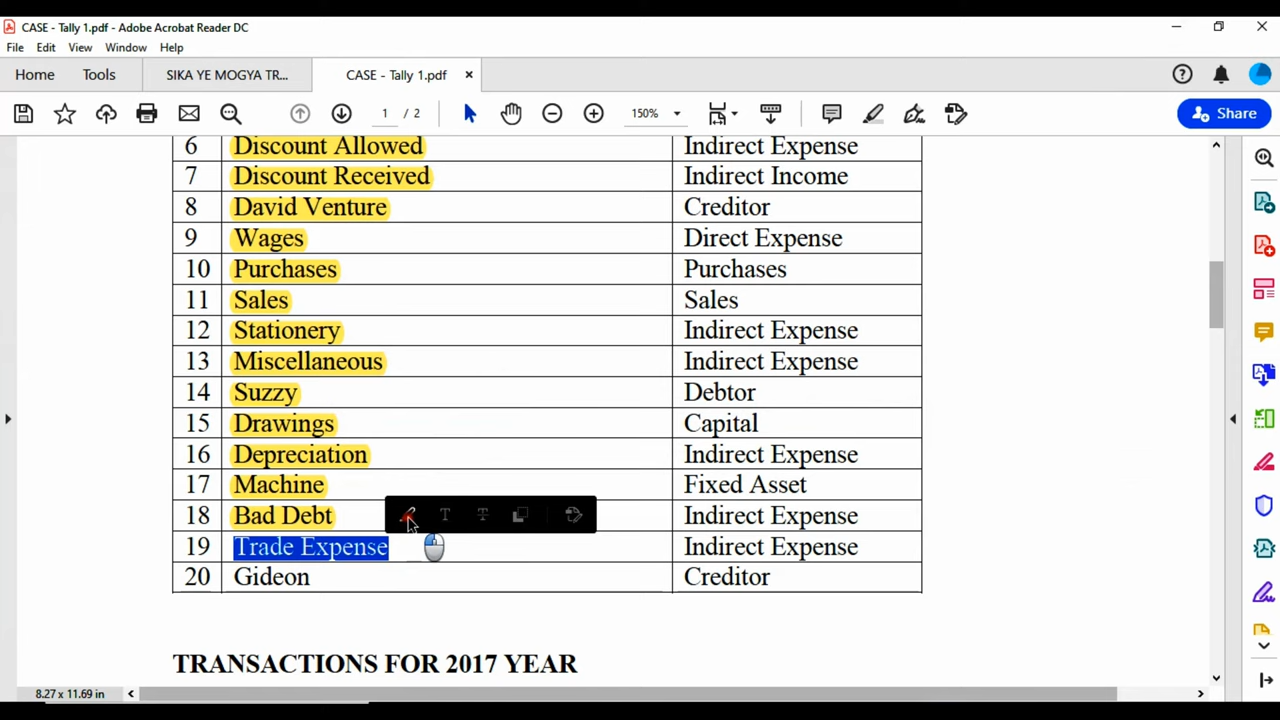 CASE - Tally 1.pdf - Adobe Acrobat Reader DC
File Edit View Window Help
Home Tools SIKA YE MOGYA TR... CASE - Tally 1.pdf
1 / 2 150% Share
6 Discount Allowed Indirect Expense
7 Discount Received Indirect Income
8 David Venture Creditor
9 Wages Direct Expense
10 Purchases Purchases
11 Sales Sales
12 Stationery Indirect Expense
13 Miscellaneous Indirect Expense
14 Suzzy Debtor
15 Drawings Capital
16 Depreciation Indirect Expense
17 Machine Fixed Asset
18 Bad Debt Indirect Expense
19 Trade Expense Indirect Expense
20 Gideon Creditor
TRANSACTIONS FOR 2017 YEAR
8.27 x 11.69 in